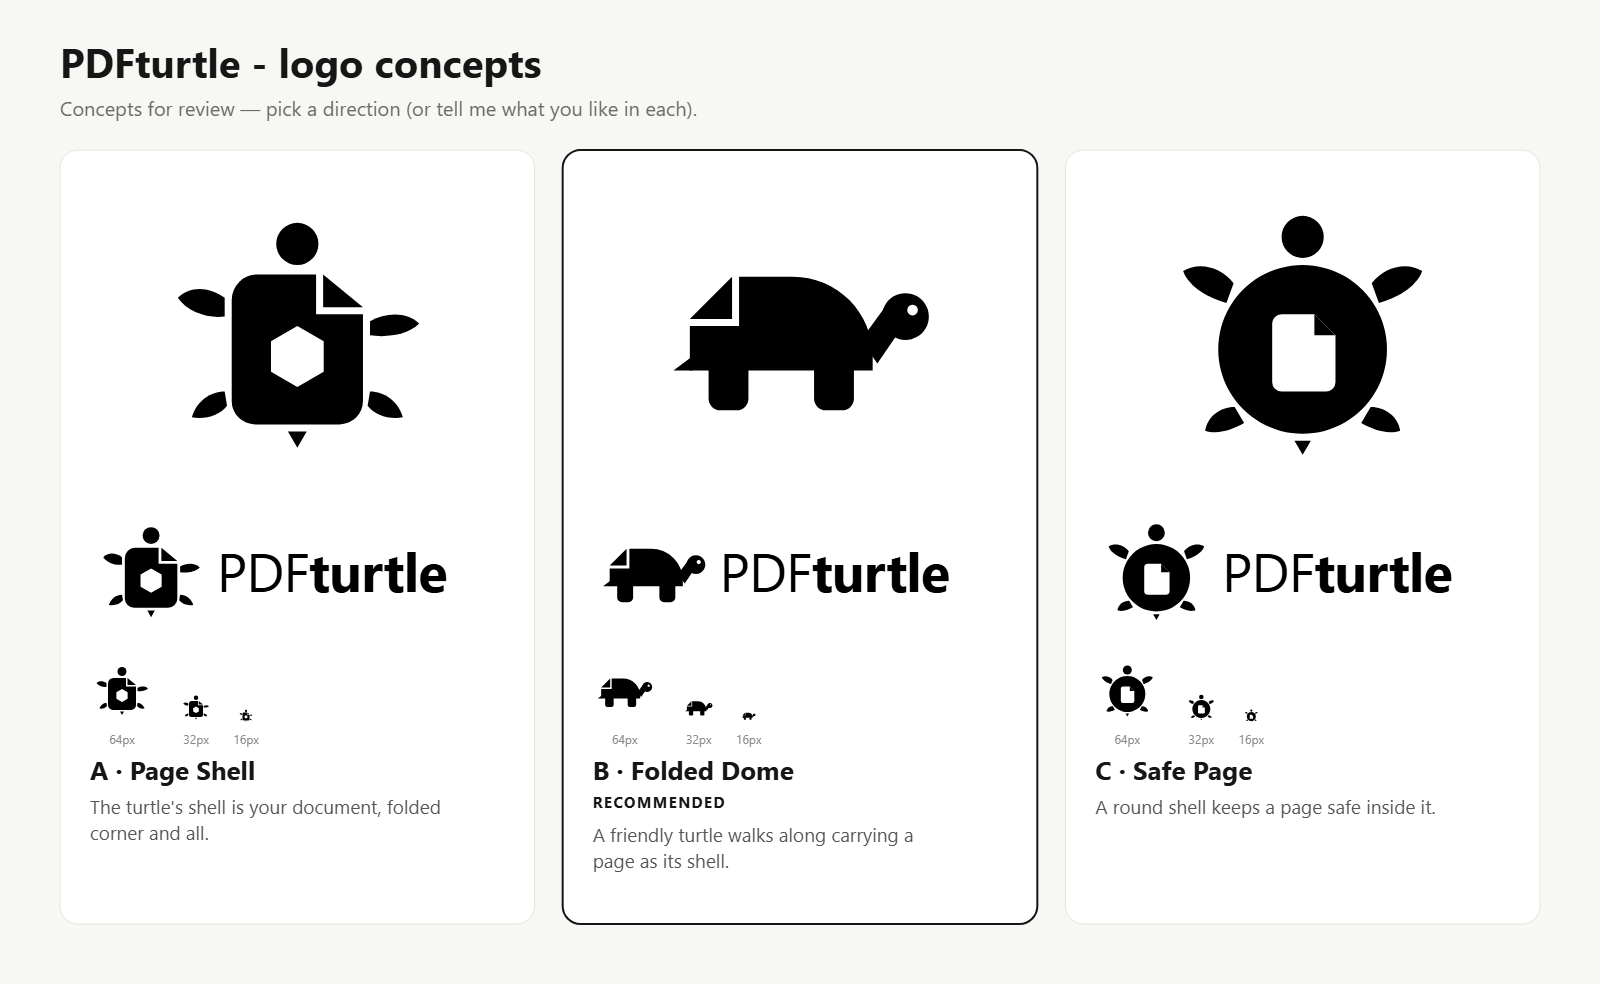 PDFturtle - logo concepts
Concepts for review — pick a direction (or tell me what you like in each).
PDFturtle
64px 32px 16px
A · Page Shell
The turtle's shell is your document, folded
corner and all.
PDFturtle
64px 32px 16px
B · Folded Dome
RECOMMENDED
A friendly turtle walks along carrying a
page as its shell.
PDFturtle
64px 32px 16px
C · Safe Page
A round shell keeps a page safe inside it.